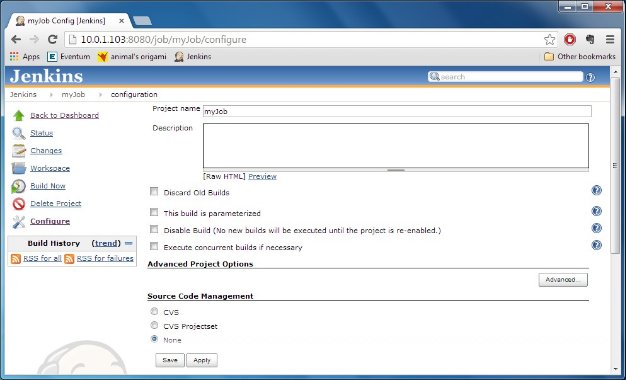 myJob Config [Jenkins]
10.0.1.103:8080/job/myJob/configure
Apps Eventum animal's origami Jenkins Other bookmarks
Jenkins
search
Jenkins myJob configuration
Back to Dashboard
Status
Changes
Workspace
Build Now
Delete Project
Configure
Build History (trend)
RSS for all RSS for failures
Project name myJob
Description
[Raw HTML] Preview
Discard Old Builds
This build is parameterized
Disable Build (No new builds will be executed until the project is re-enabled.)
Execute concurrent builds if necessary
Advanced Project Options
Advanced...
Source Code Management
CVS
CVS Projectset
None
Save Apply